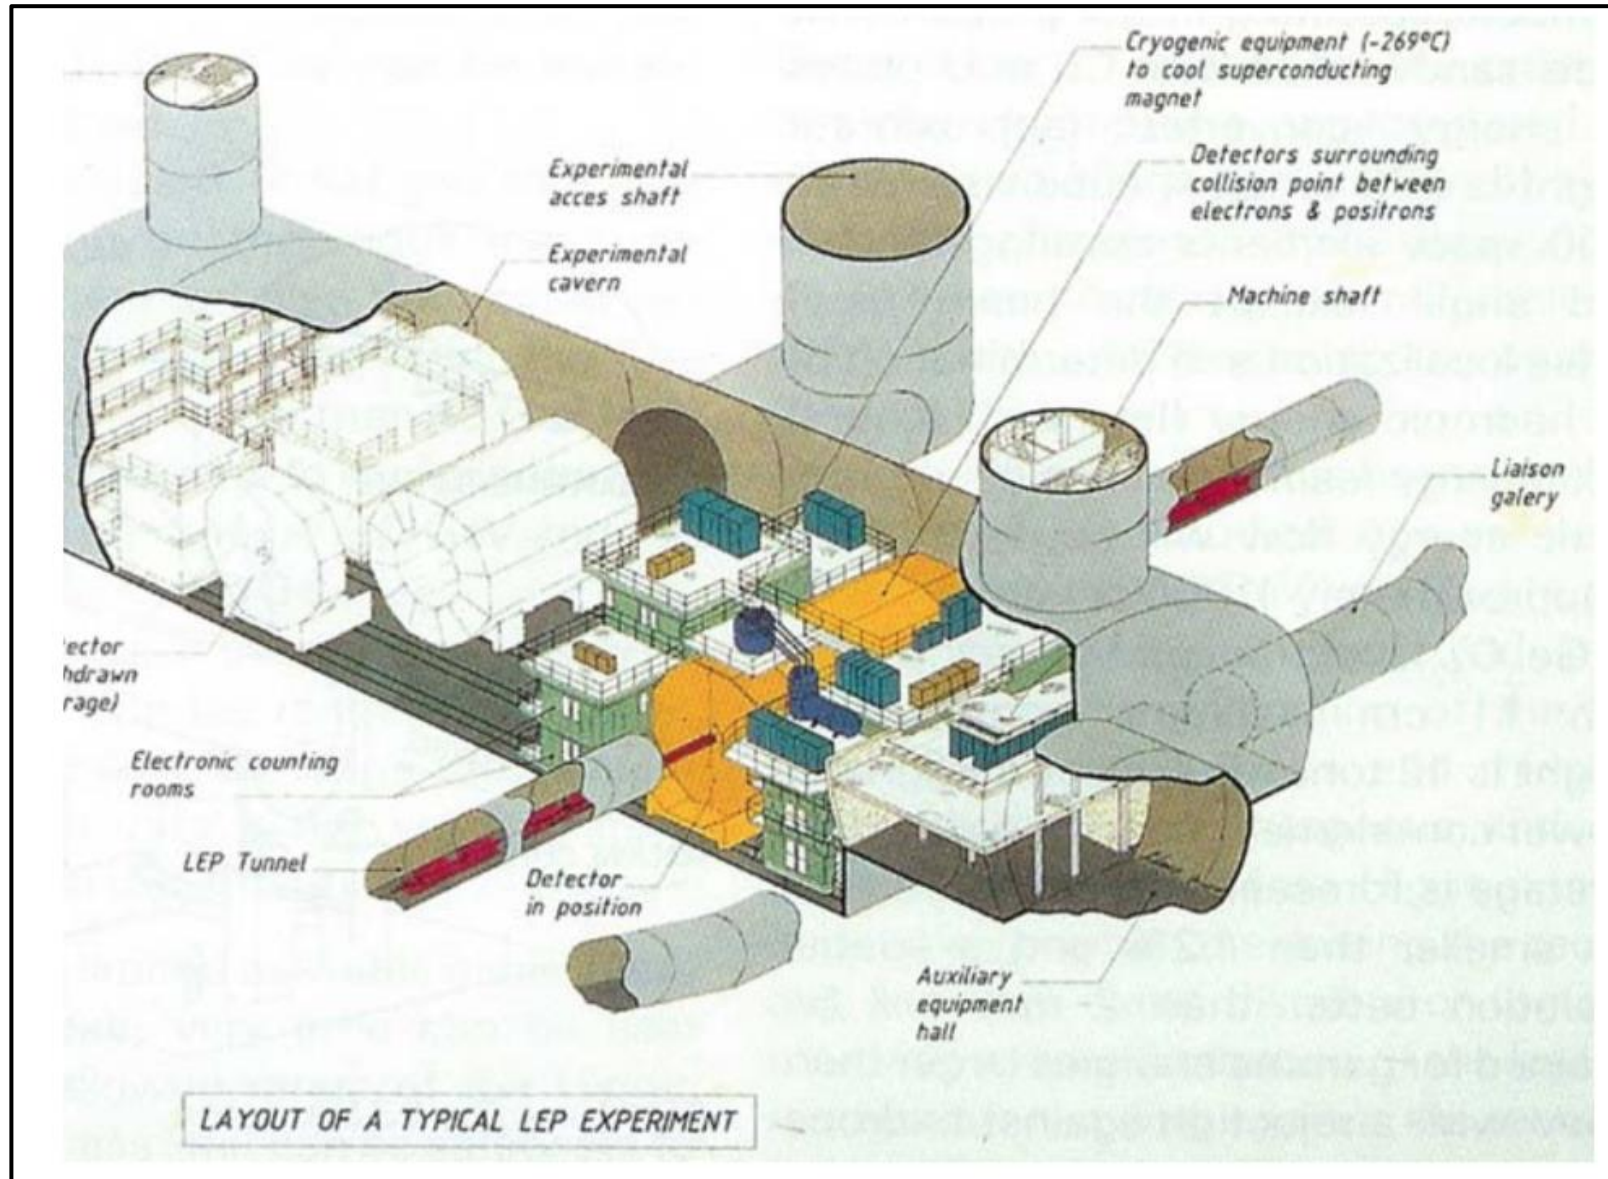 Cryogenic equipment (-269°C)
to cool superconducting
magnet
Experimental
acces shaft
Detectors surrounding
collision point between
electrons & positrons
Experimental
cavern
Machine shaft
Liaison
galery
ector
hdrawn
rage)
Electronic counting
rooms
LEP Tunnel
Detector
in position
Auxiliary
equipment
hall
LAYOUT OF A TYPICAL LEP EXPERIMENT